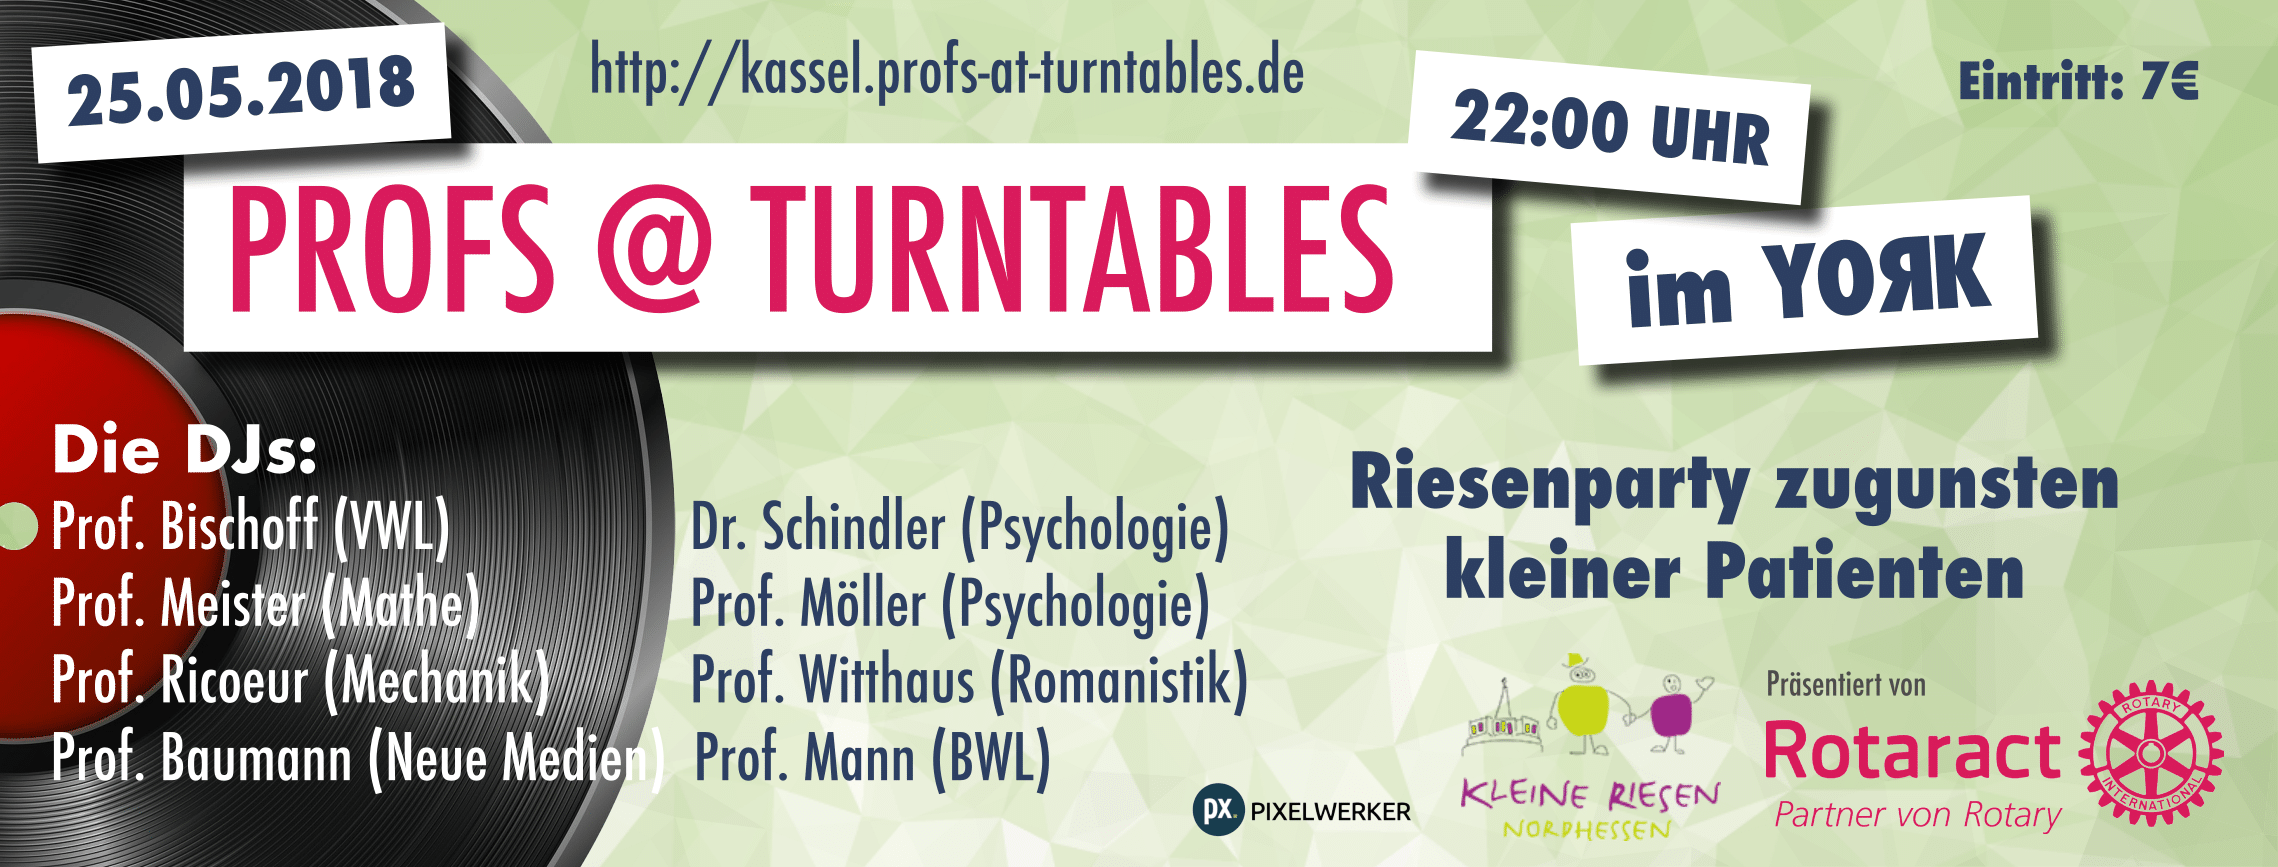 25.05.2018
http://kassel.profs-at-turntables.de
22:00 UHR
Eintritt: 7€
PROFS @ TURNTABLES
im YOЯK
Die DJs:
Prof. Bischoff (VWL)
Prof. Meister (Mathe)
Prof. Ricoeur (Mechanik)
Prof. Baumann (Neue Medien)
Dr. Schindler (Psychologie)
Prof. Möller (Psychologie)
Prof. Witthaus (Romanistik)
Prof. Mann (BWL)
Riesenparty zugunsten
kleiner Patienten
px.
PIXELWERKER
KLEINE RIESEN
NORDHESSEN
Präsentiert von
Rotaract
Partner von Rotary
ROTARY
INTERNATIONAL